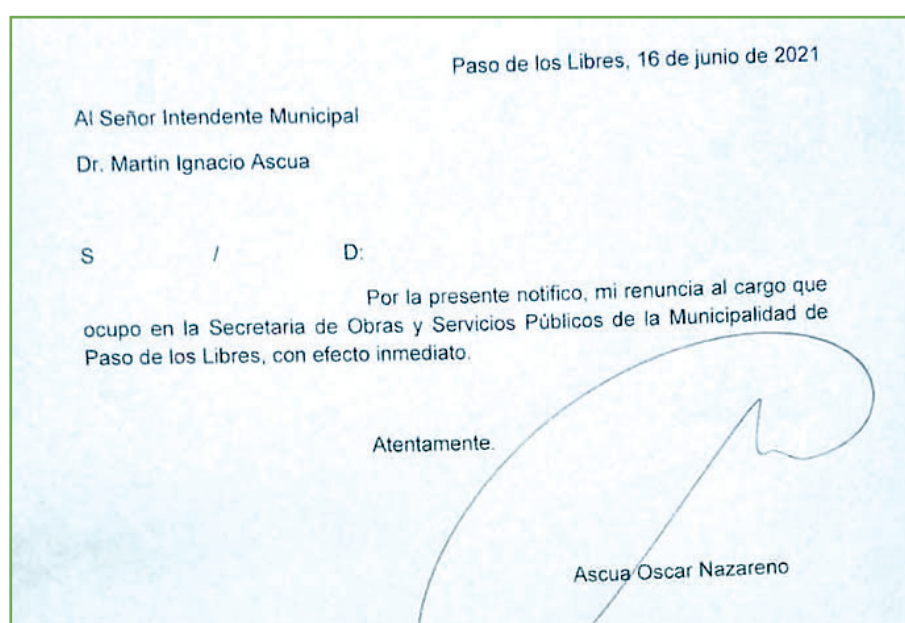 Paso de los Libres, 16 de junio de 2021
Al Señor Intendente Municipal
Dr. Martin Ignacio Ascua
S / D:
Por la presente notifico, mi renuncia al cargo que
ocupo en la Secretaria de Obras y Servicios Públicos de la Municipalidad de
Paso de los Libres, con efecto inmediato.
Atentamente.
Ascua Oscar Nazareno